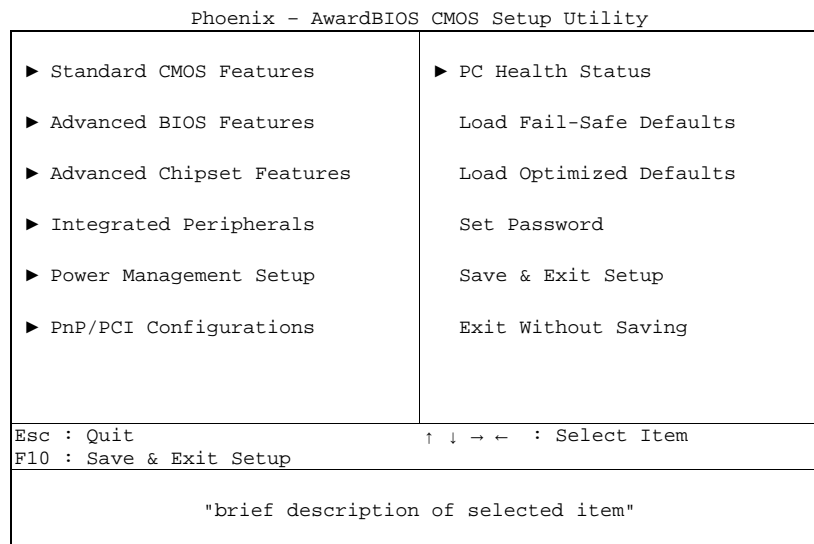 Phoenix - AwardBIOS CMOS Setup Utility
► Standard CMOS Features
► Advanced BIOS Features
► Advanced Chipset Features
► Integrated Peripherals
► Power Management Setup
► PnP/PCI Configurations
► PC Health Status
Load Fail-Safe Defaults
Load Optimized Defaults
Set Password
Save & Exit Setup
Exit Without Saving
Esc : Quit
↑ ↓ → ← : Select Item
F10 : Save & Exit Setup
"brief description of selected item"